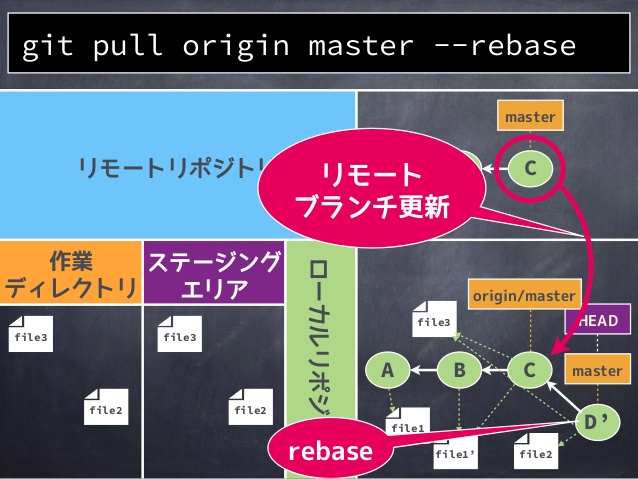 git pull origin master --rebase
master
リモートリポジトリ
C
リモート
ブランチ更新
作業
ディレクトリ
ステージング
エリア
ローカルリポジ
origin/master
HEAD
file3
file3
file3
A
B
C
master
file2
file2
file1
D’
rebase
file1’
file2